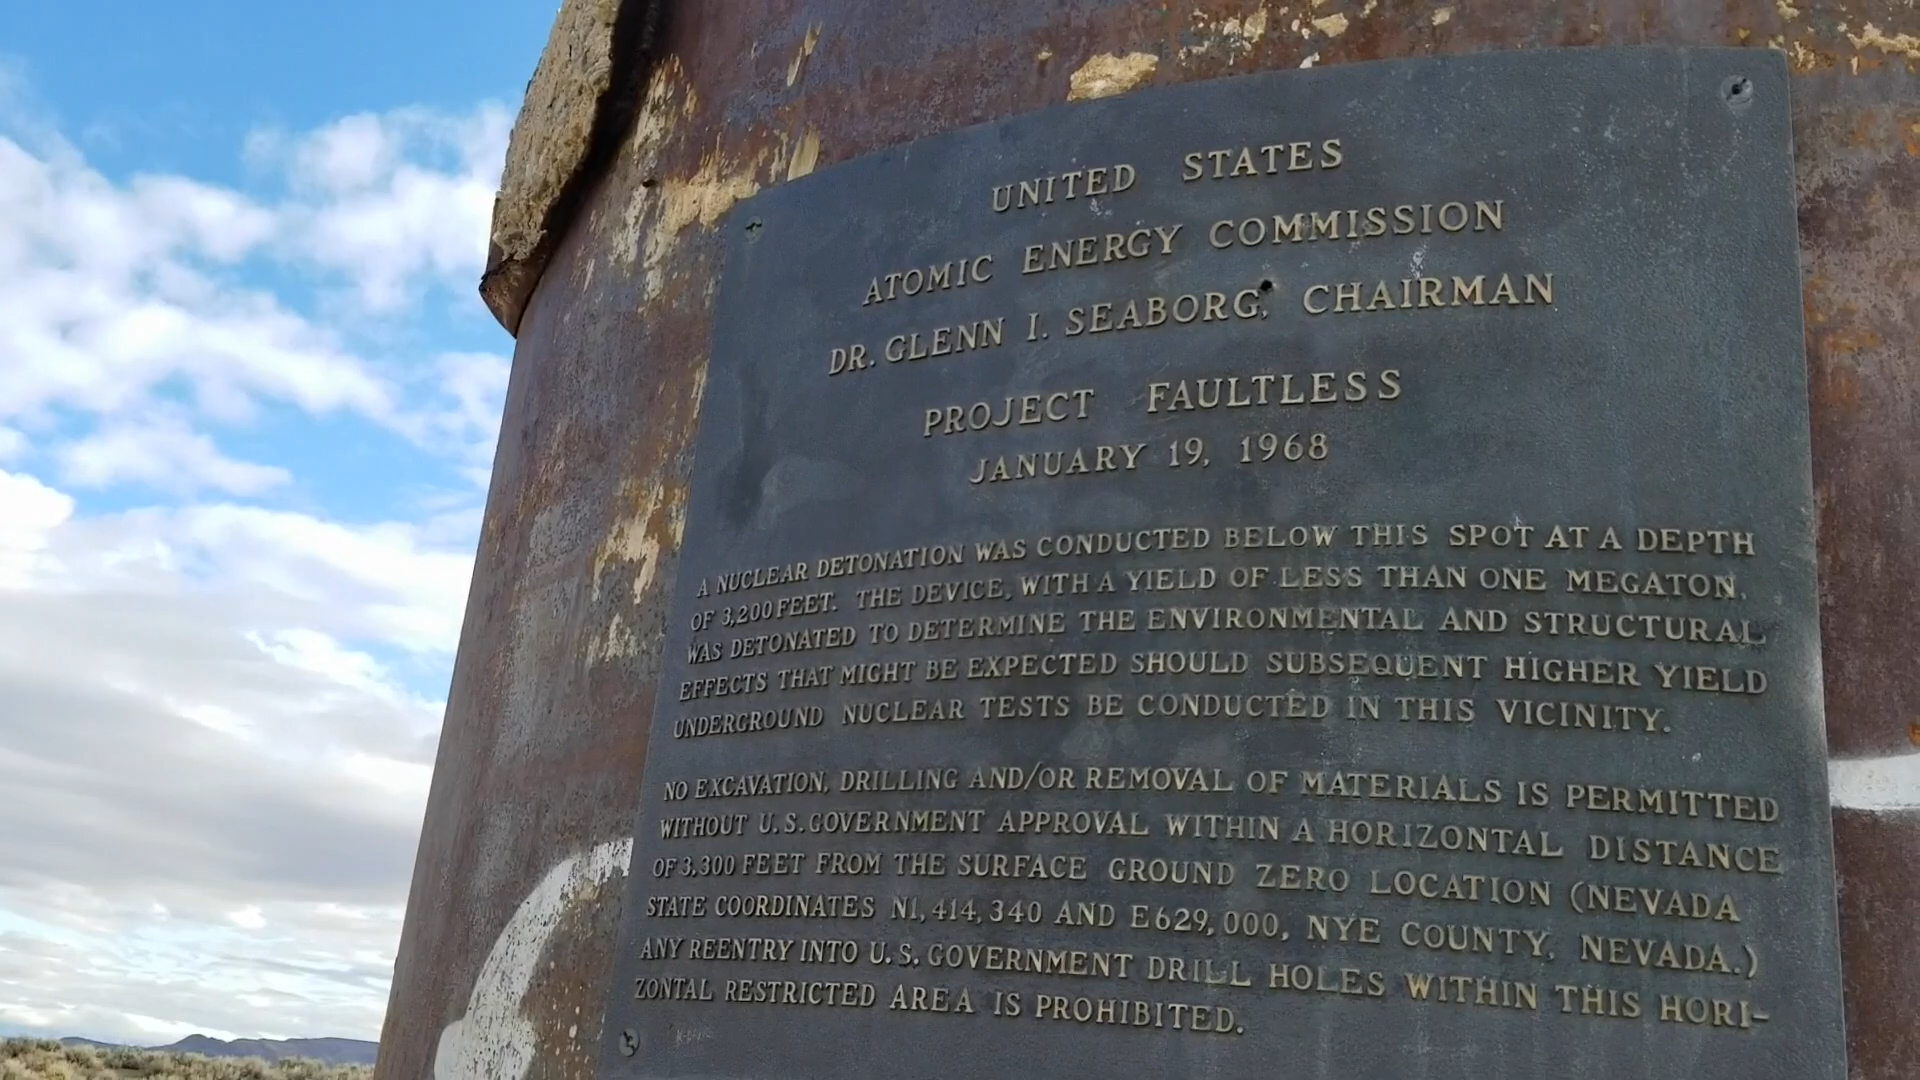 UNITED STATES
ATOMIC ENERGY COMMISSION
DR. GLENN I. SEABORG, CHAIRMAN
PROJECT FAULTLESS
JANUARY 19, 1968
A NUCLEAR DETONATION WAS CONDUCTED BELOW THIS SPOT AT A DEPTH
OF 3,200 FEET. THE DEVICE, WITH A YIELD OF LESS THAN ONE MEGATON,
WAS DETONATED TO DETERMINE THE ENVIRONMENTAL AND STRUCTURAL
EFFECTS THAT MIGHT BE EXPECTED SHOULD SUBSEQUENT HIGHER YIELD
UNDERGROUND NUCLEAR TESTS BE CONDUCTED IN THIS VICINITY.
NO EXCAVATION, DRILLING AND/OR REMOVAL OF MATERIALS IS PERMITTED
WITHOUT U.S. GOVERNMENT APPROVAL WITHIN A HORIZONTAL DISTANCE
OF 3,300 FEET FROM THE SURFACE GROUND ZERO LOCATION (NEVADA
STATE COORDINATES N1,414,340 AND E629,000, NYE COUNTY, NEVADA.)
ANY REENTRY INTO U.S. GOVERNMENT DRILL HOLES WITHIN THIS HORI-
ZONTAL RESTRICTED AREA IS PROHIBITED.